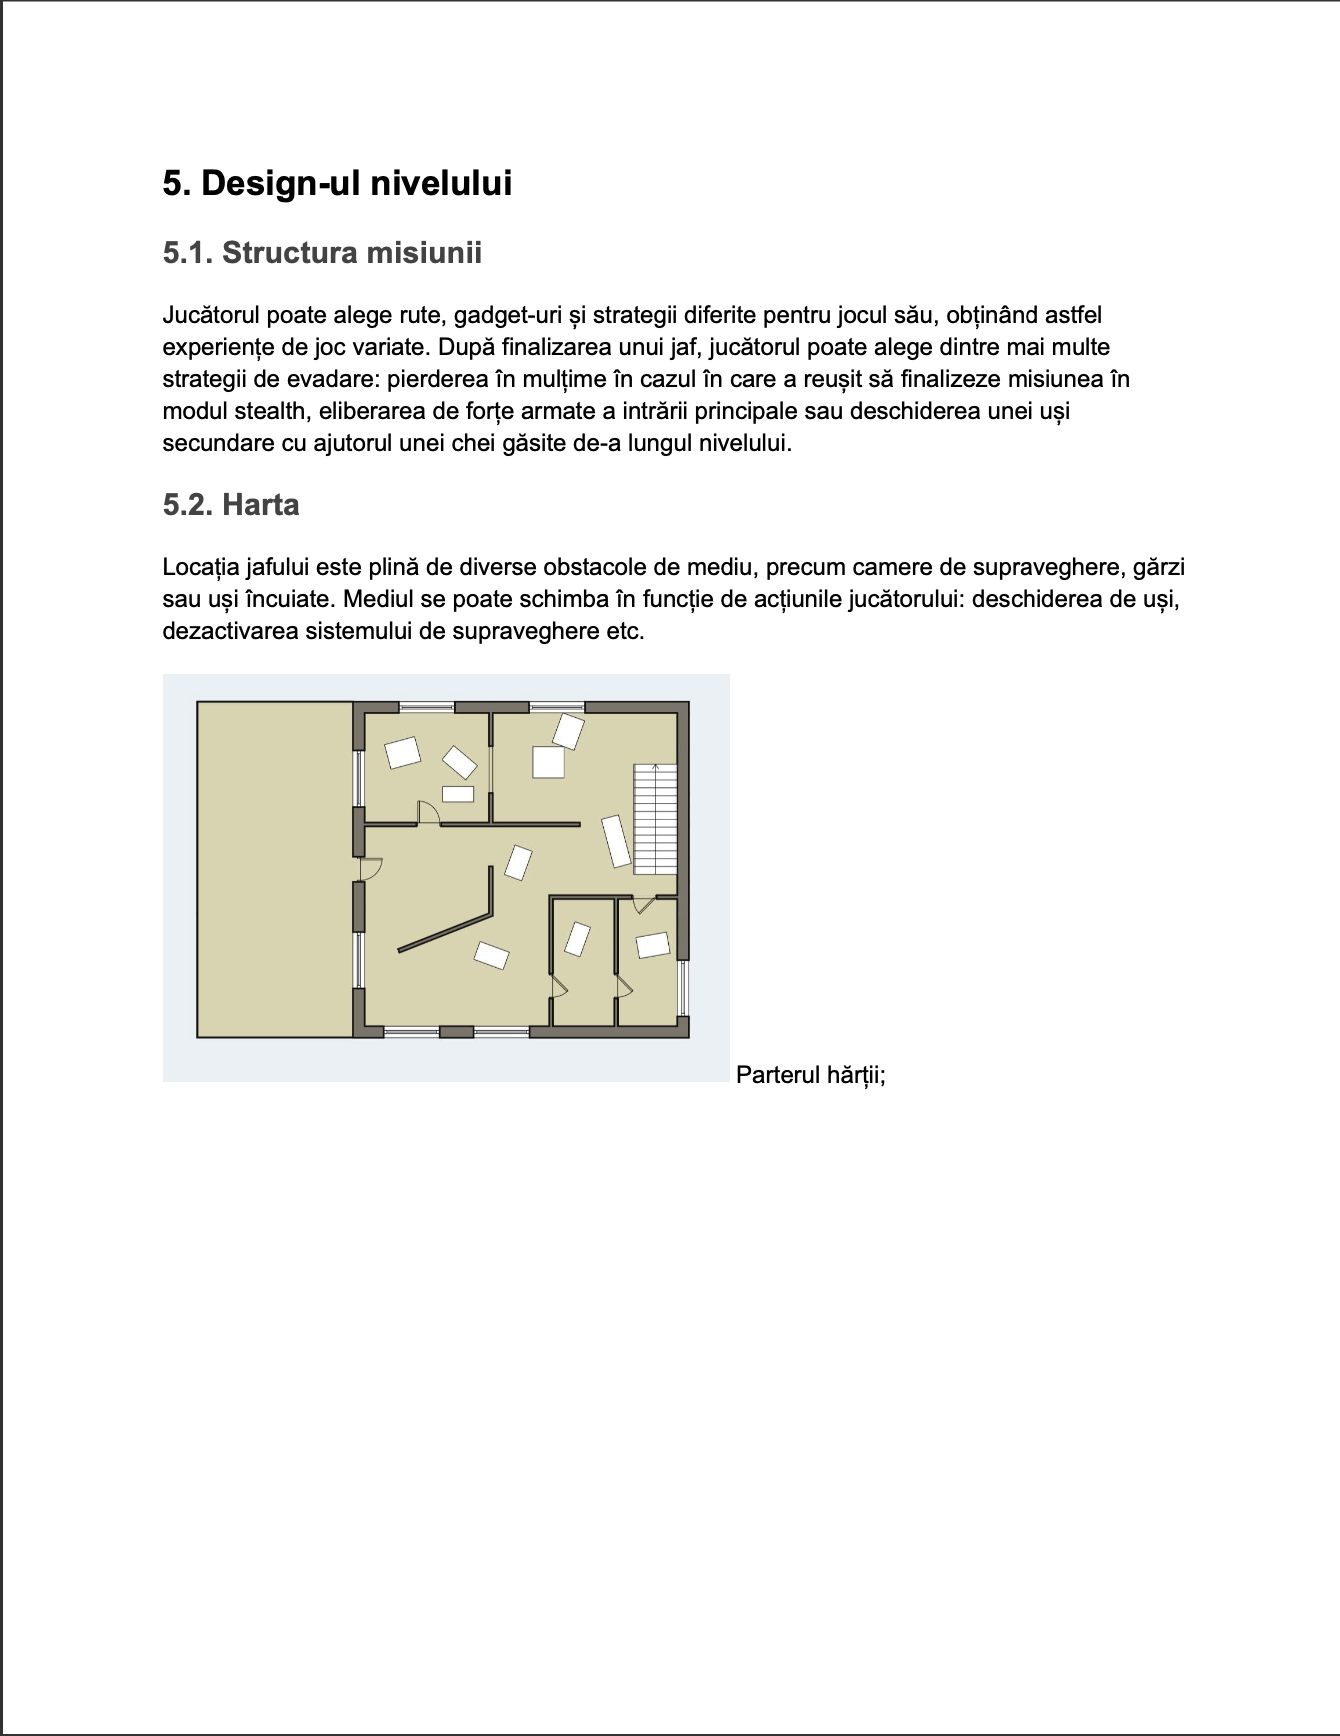 5. Design-ul nivelului
5.1. Structura misiunii
Jucătorul poate alege rute, gadget-uri și strategii diferite pentru jocul său, obținând astfel
experiențe de joc variate. După finalizarea unui jaf, jucătorul poate alege dintre mai multe
strategii de evadare: pierderea în mulțime în cazul în care a reușit să finalizeze misiunea în
modul stealth, eliberarea de forțe armate a intrării principale sau deschiderea unei uși
secundare cu ajutorul unei chei găsite de-a lungul nivelului.
5.2. Harta
Locația jafului este plină de diverse obstacole de mediu, precum camere de supraveghere, gărzi
sau uși încuiate. Mediul se poate schimba în funcție de acțiunile jucătorului: deschiderea de uși,
dezactivarea sistemului de supraveghere etc.
Parterul hărții;